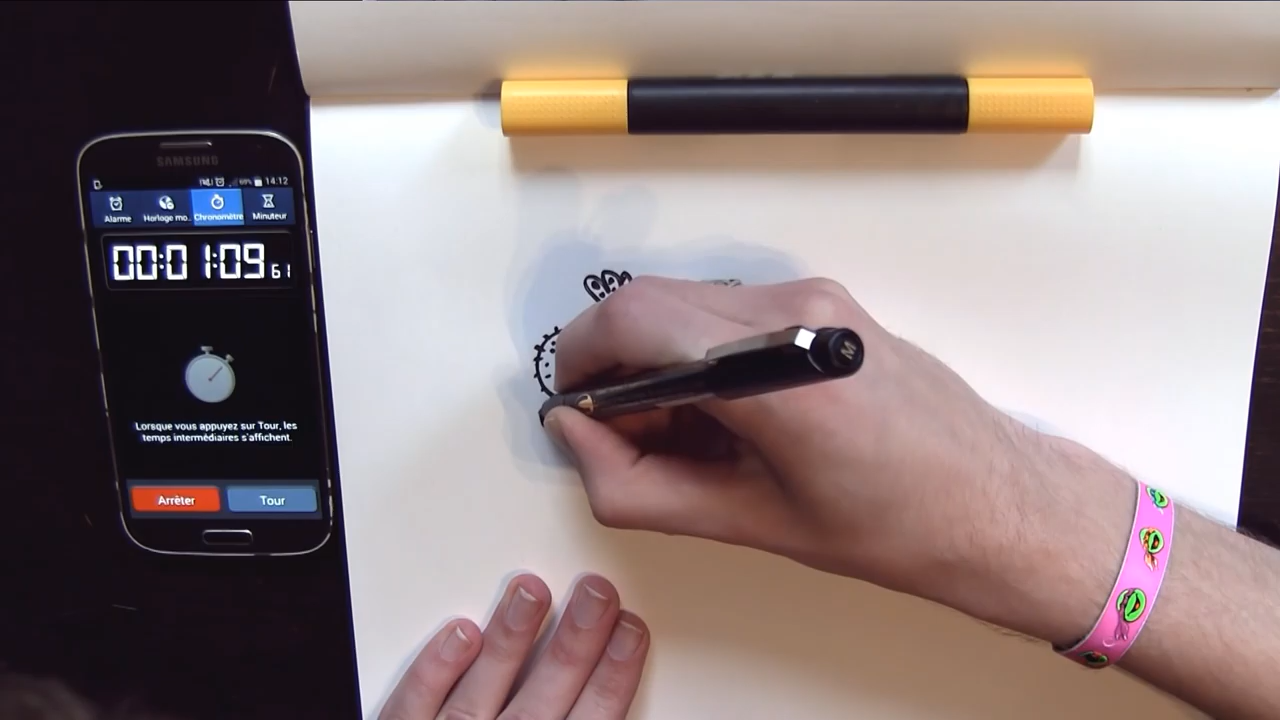 SAMSUNG
69% 14:12
Alarme Horloge mo.. Chronomètre Minuteur
00:01:09 61
Lorsque vous appuyez sur Tour, les
temps intermédiaires s'affichent.
Arrêter Tour
M